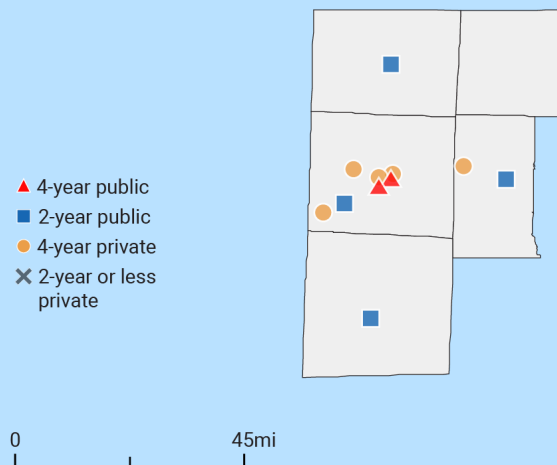 4-year public
2-year public
4-year private
2-year or less
private
0 45mi